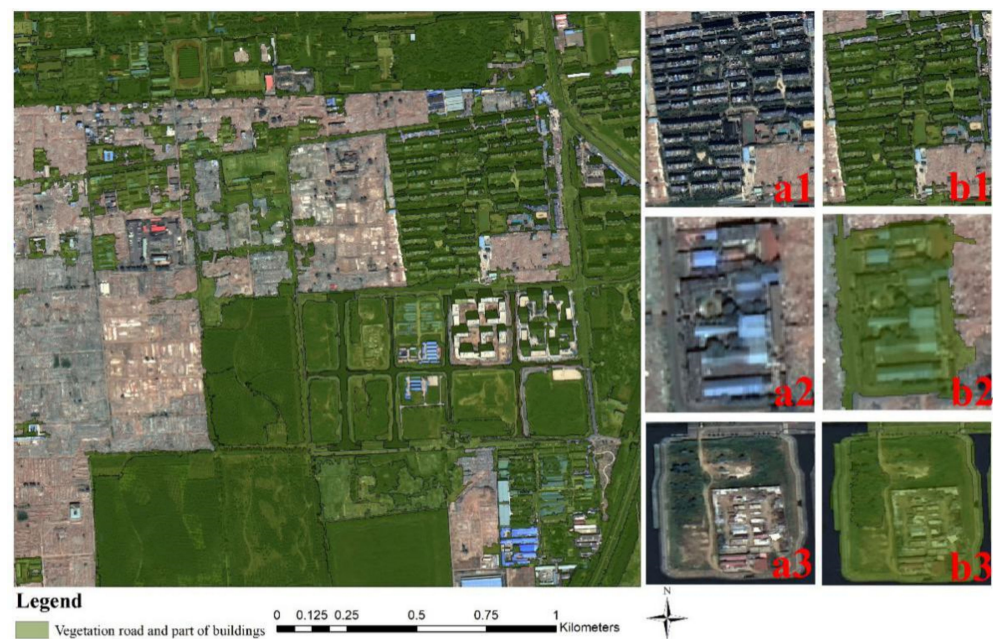 a1
b1
a2
b2
a3
b3
Legend
Vegetation road and part of buildings
0 0.125 0.25 0.5 0.75 1
Kilometers
N